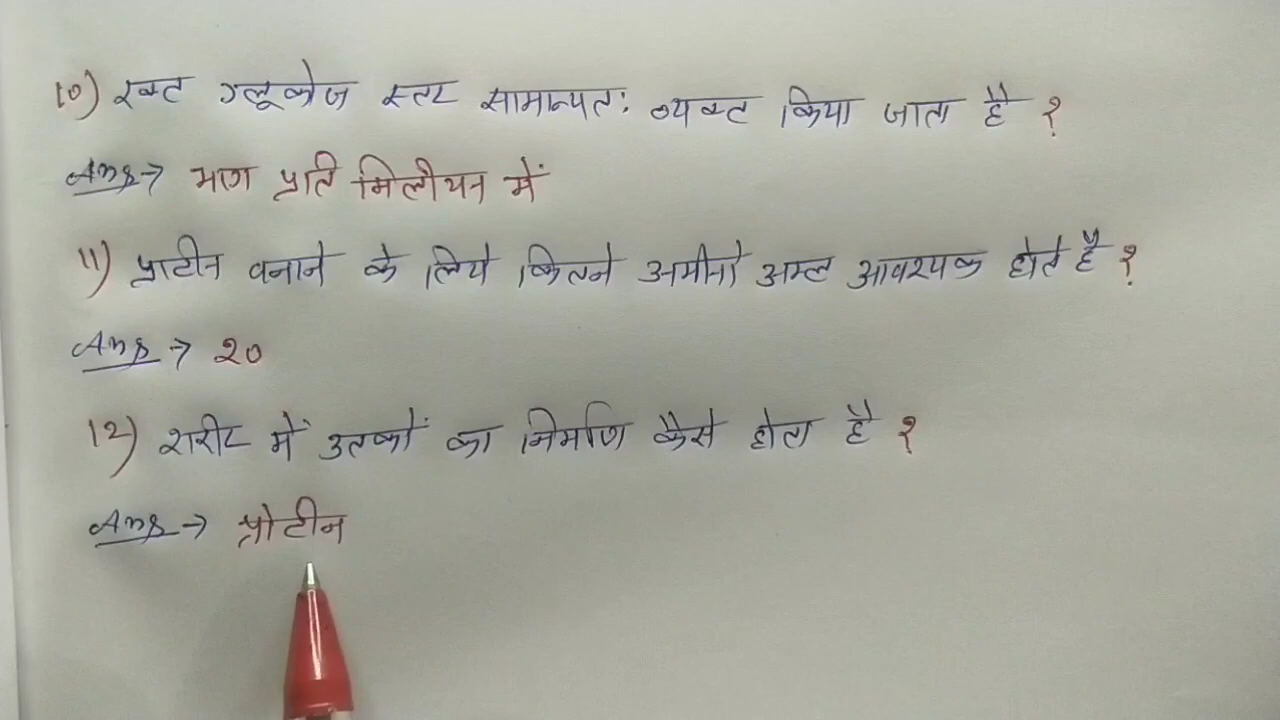 10) रक्त ग्लूकोज स्तर सामान्यतः व्यक्त किया जाता है ?
Ans → भाग प्रति मिलीयन में
11) प्राटीन बनाने के लिये कितने अमीनो अम्ल आवश्यक होते है ?
Ans → २०
12) शरीर में उत्तकों का निर्माण कैसे होता है ?
Ans → प्रोटीन